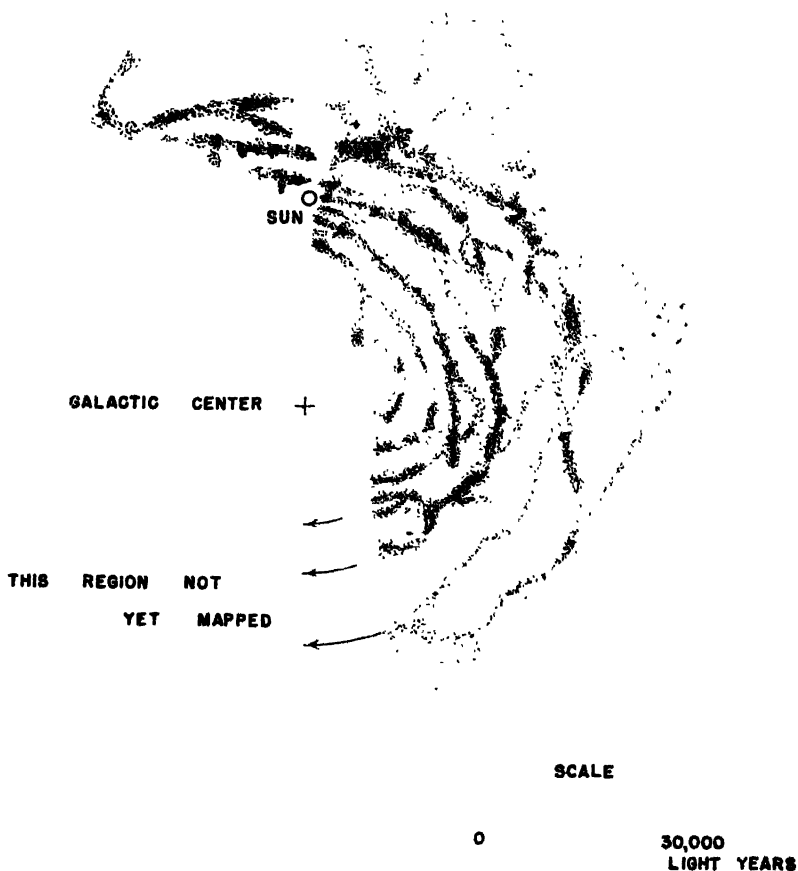 SUN
GALACTIC CENTER
THIS REGION NOT
YET MAPPED
SCALE
0 30,000
LIGHT YEARS